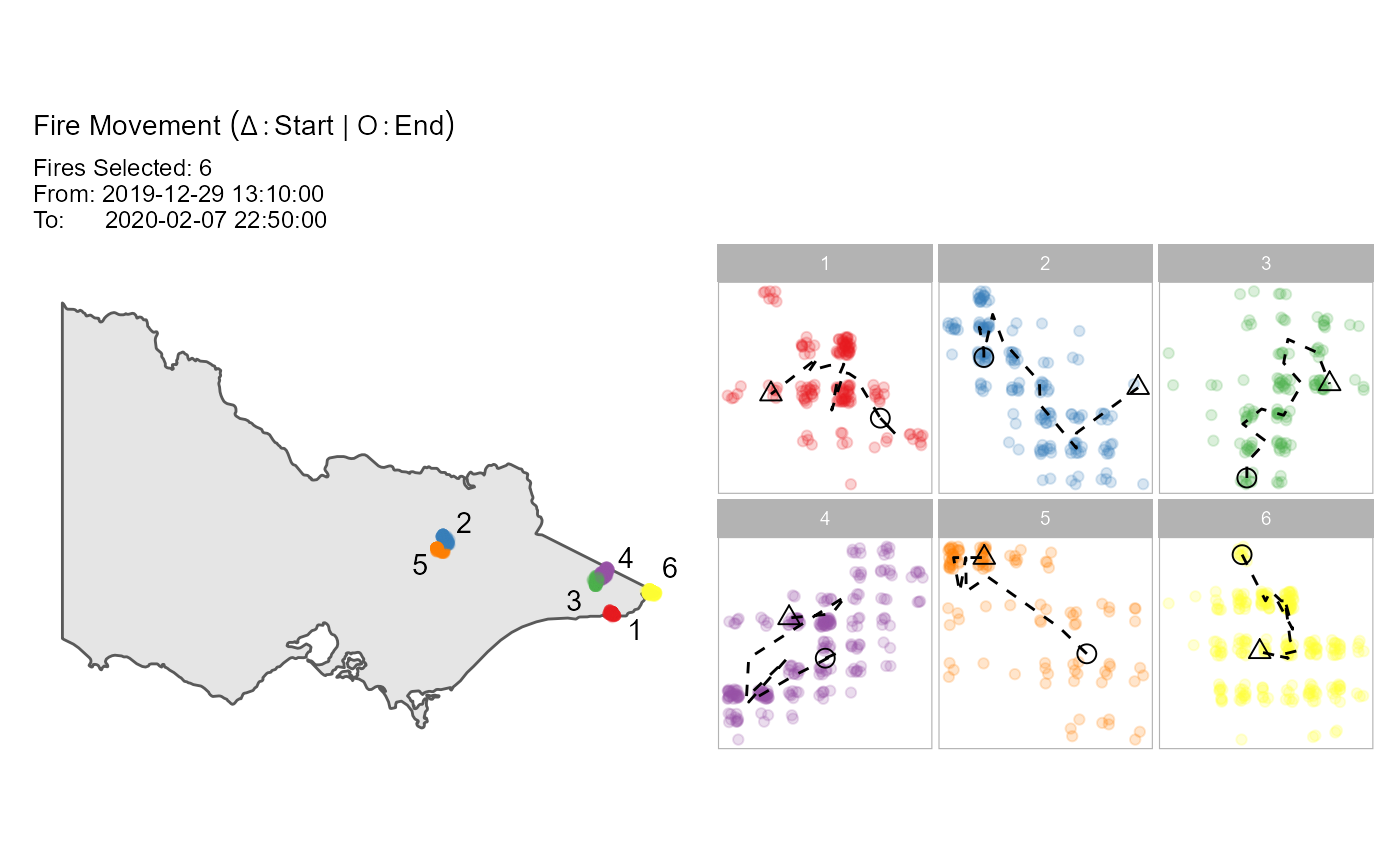 Fire Movement (Δ : Start | O : End)
Fires Selected: 6
From: 2019-12-29 13:10:00
To: 2020-02-07 22:50:00
1 2 3
2
5
4
6
3
1
4 5 6